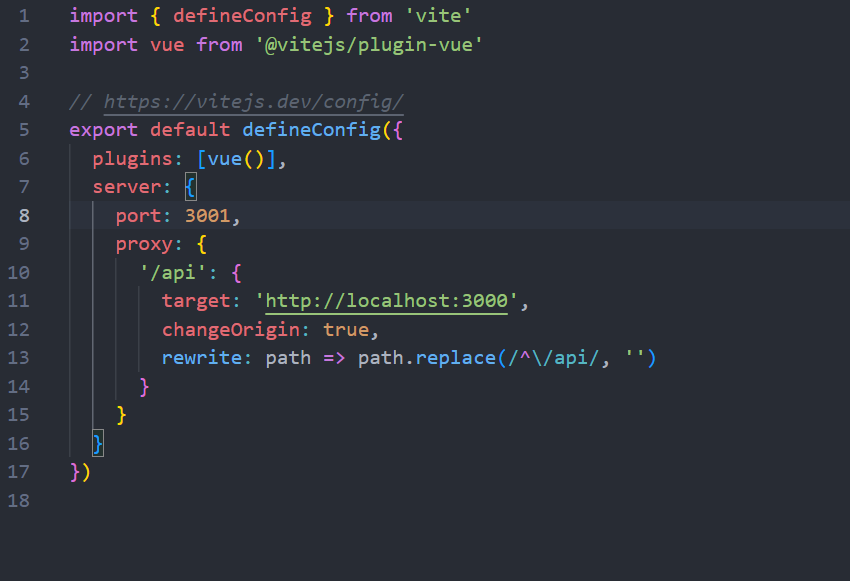 1 import { defineConfig } from 'vite'
2 import vue from '@vitejs/plugin-vue'
3
4 // https://vitejs.dev/config/
5 export default defineConfig({
6   plugins: [vue()],
7   server: {
8     port: 3001,
9     proxy: {
10       '/api': {
11         target: 'http://localhost:3000',
12         changeOrigin: true,
13         rewrite: path => path.replace(/^\/api/, '')
14       }
15     }
16   }
17 })
18